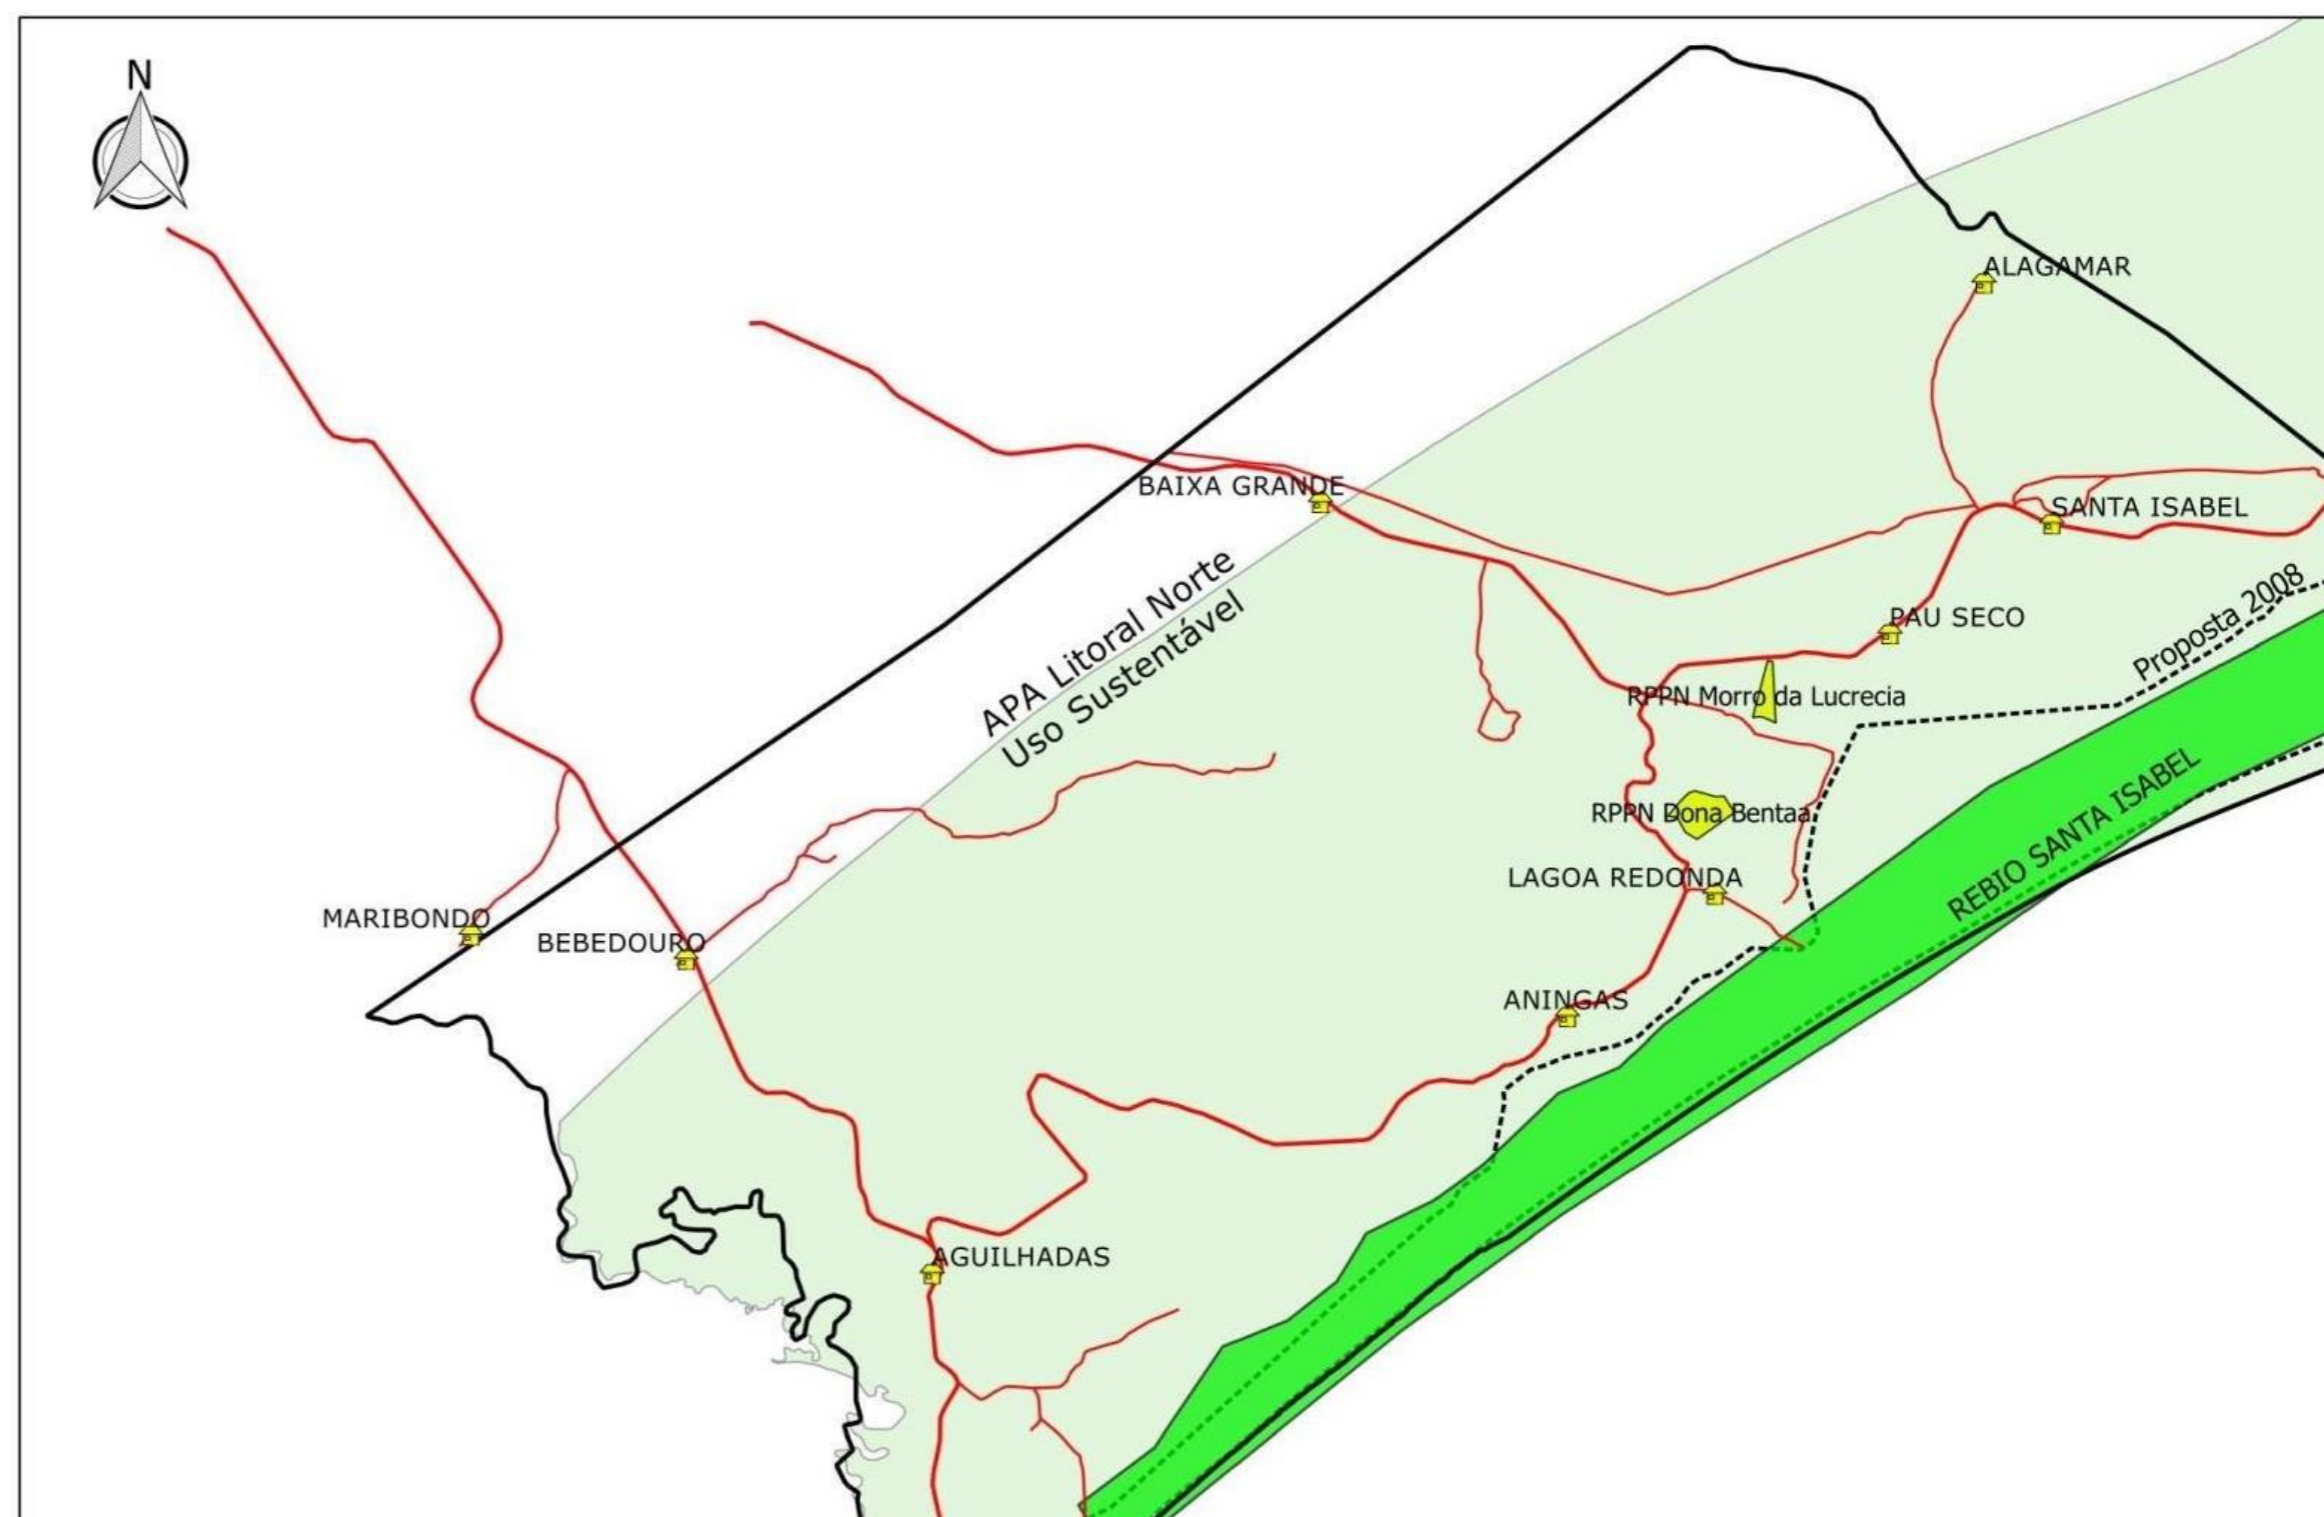 N
ALAGAMAR
BAIXA GRANDE
SANTA ISABEL
APA Litoral Norte
Uso Sustentável
Proposta 2008
PAU SECO
RPPN Morro da Lucrecia
RPPN Dona Bentaa
REBIO SANTA ISABEL
LAGOA REDONDA
MARIBONDO
BEBEDOURO
ANINGAS
AGUILHADAS